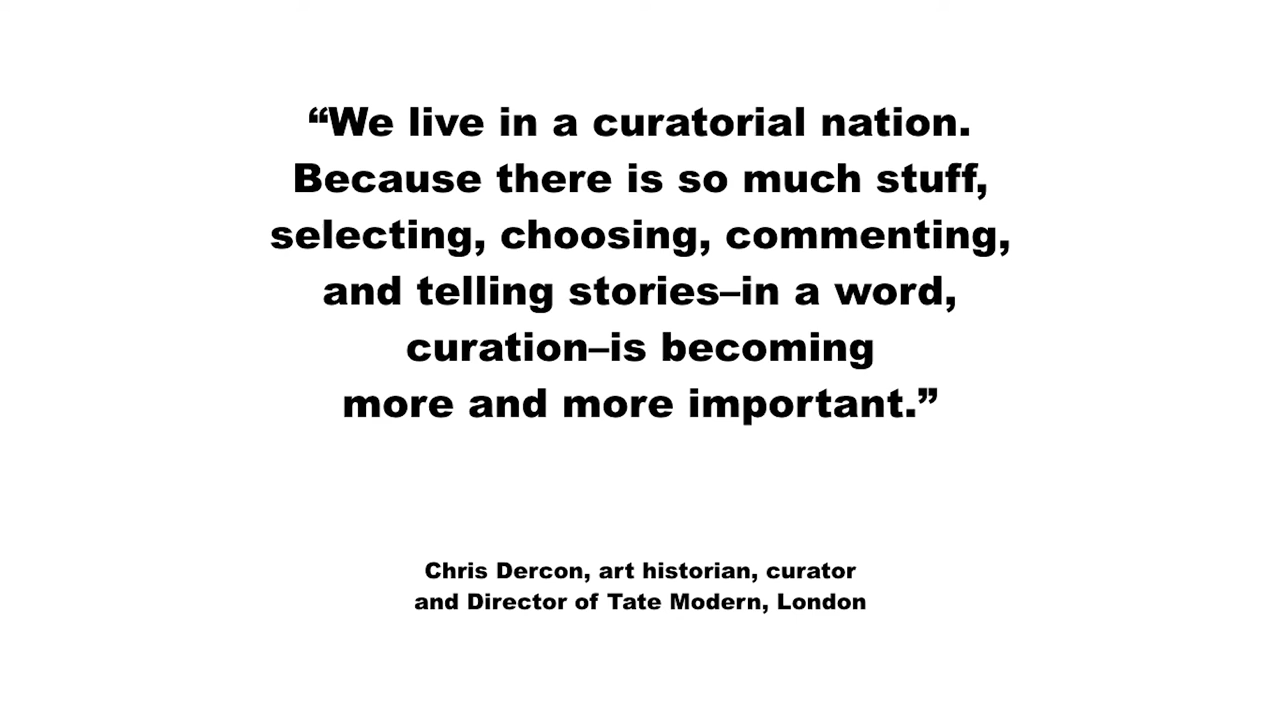 “We live in a curatorial nation.
Because there is so much stuff,
selecting, choosing, commenting,
and telling stories–in a word,
curation–is becoming
more and more important.”
Chris Dercon, art historian, curator
and Director of Tate Modern, London